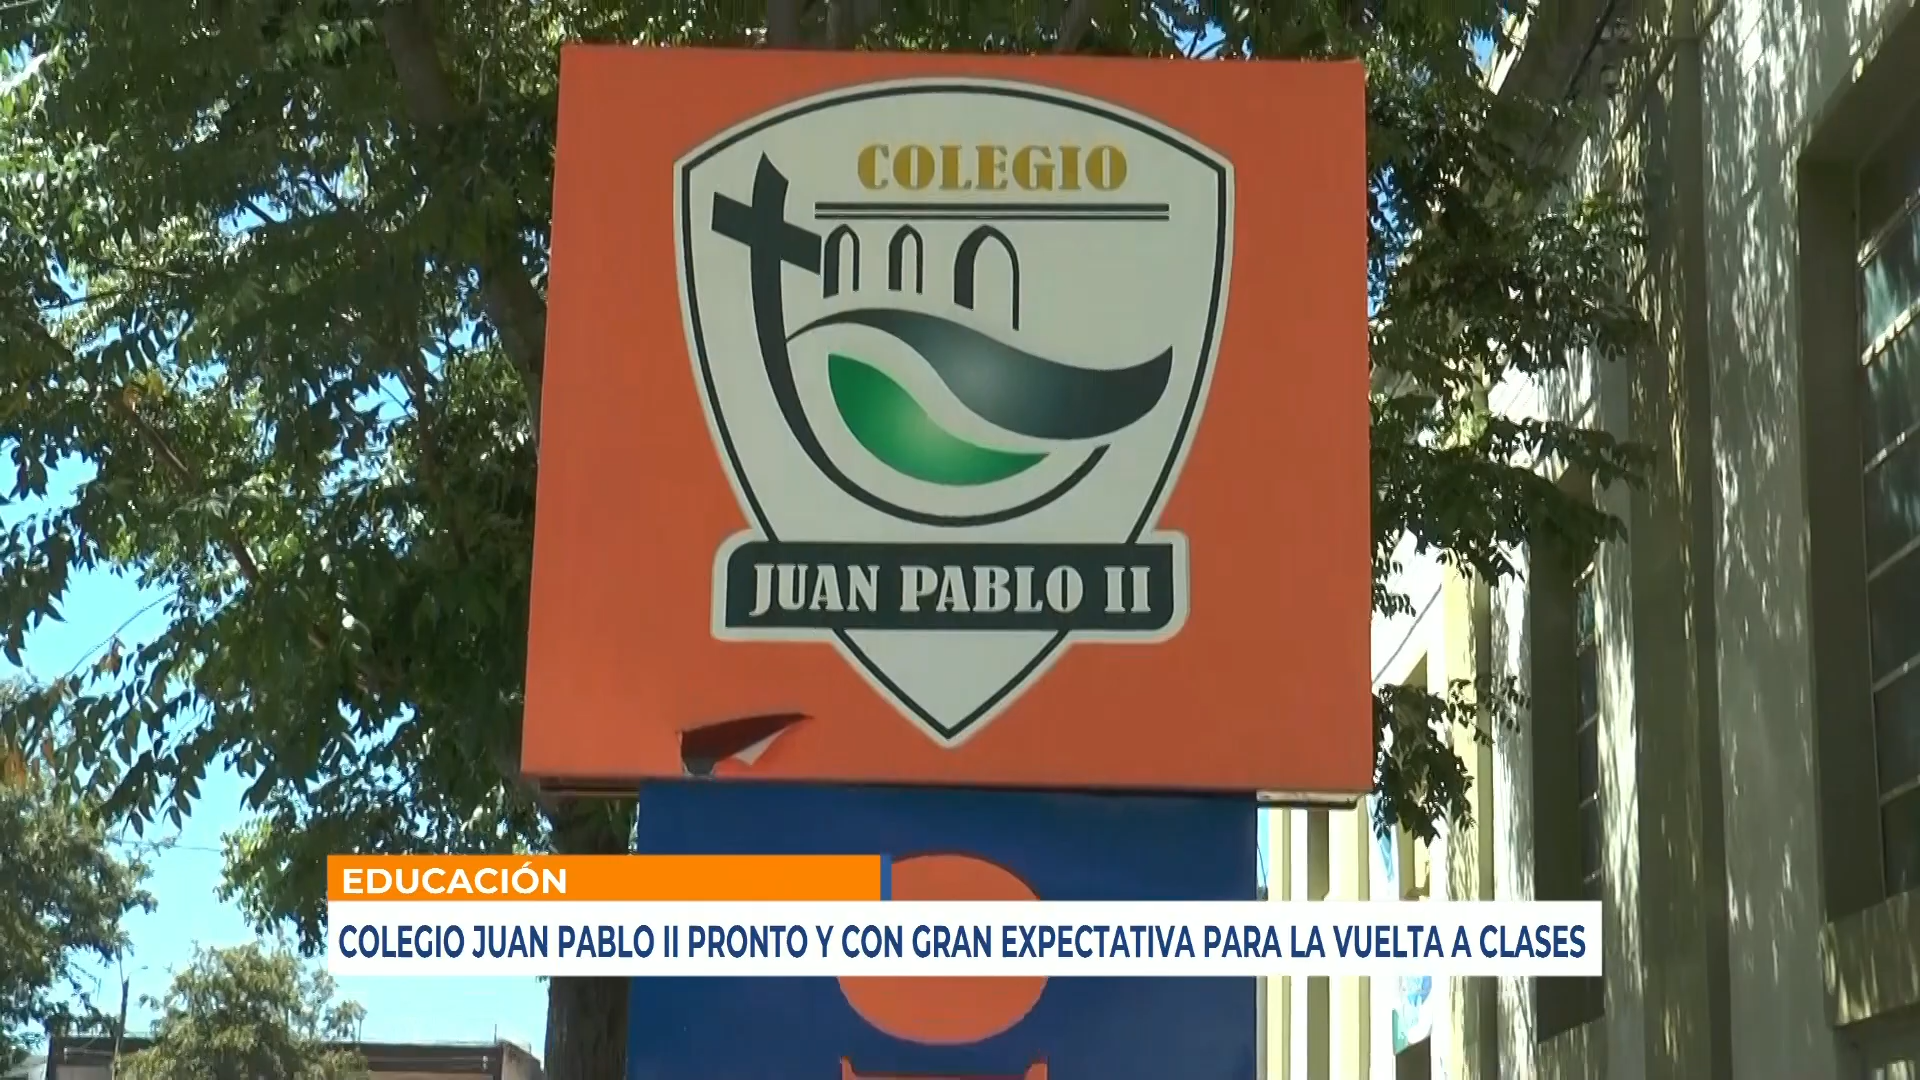 COLEGIO
JUAN PABLO II
EDUCACIÓN
COLEGIO JUAN PABLO II PRONTO Y CON GRAN EXPECTATIVA PARA LA VUELTA A CLASES